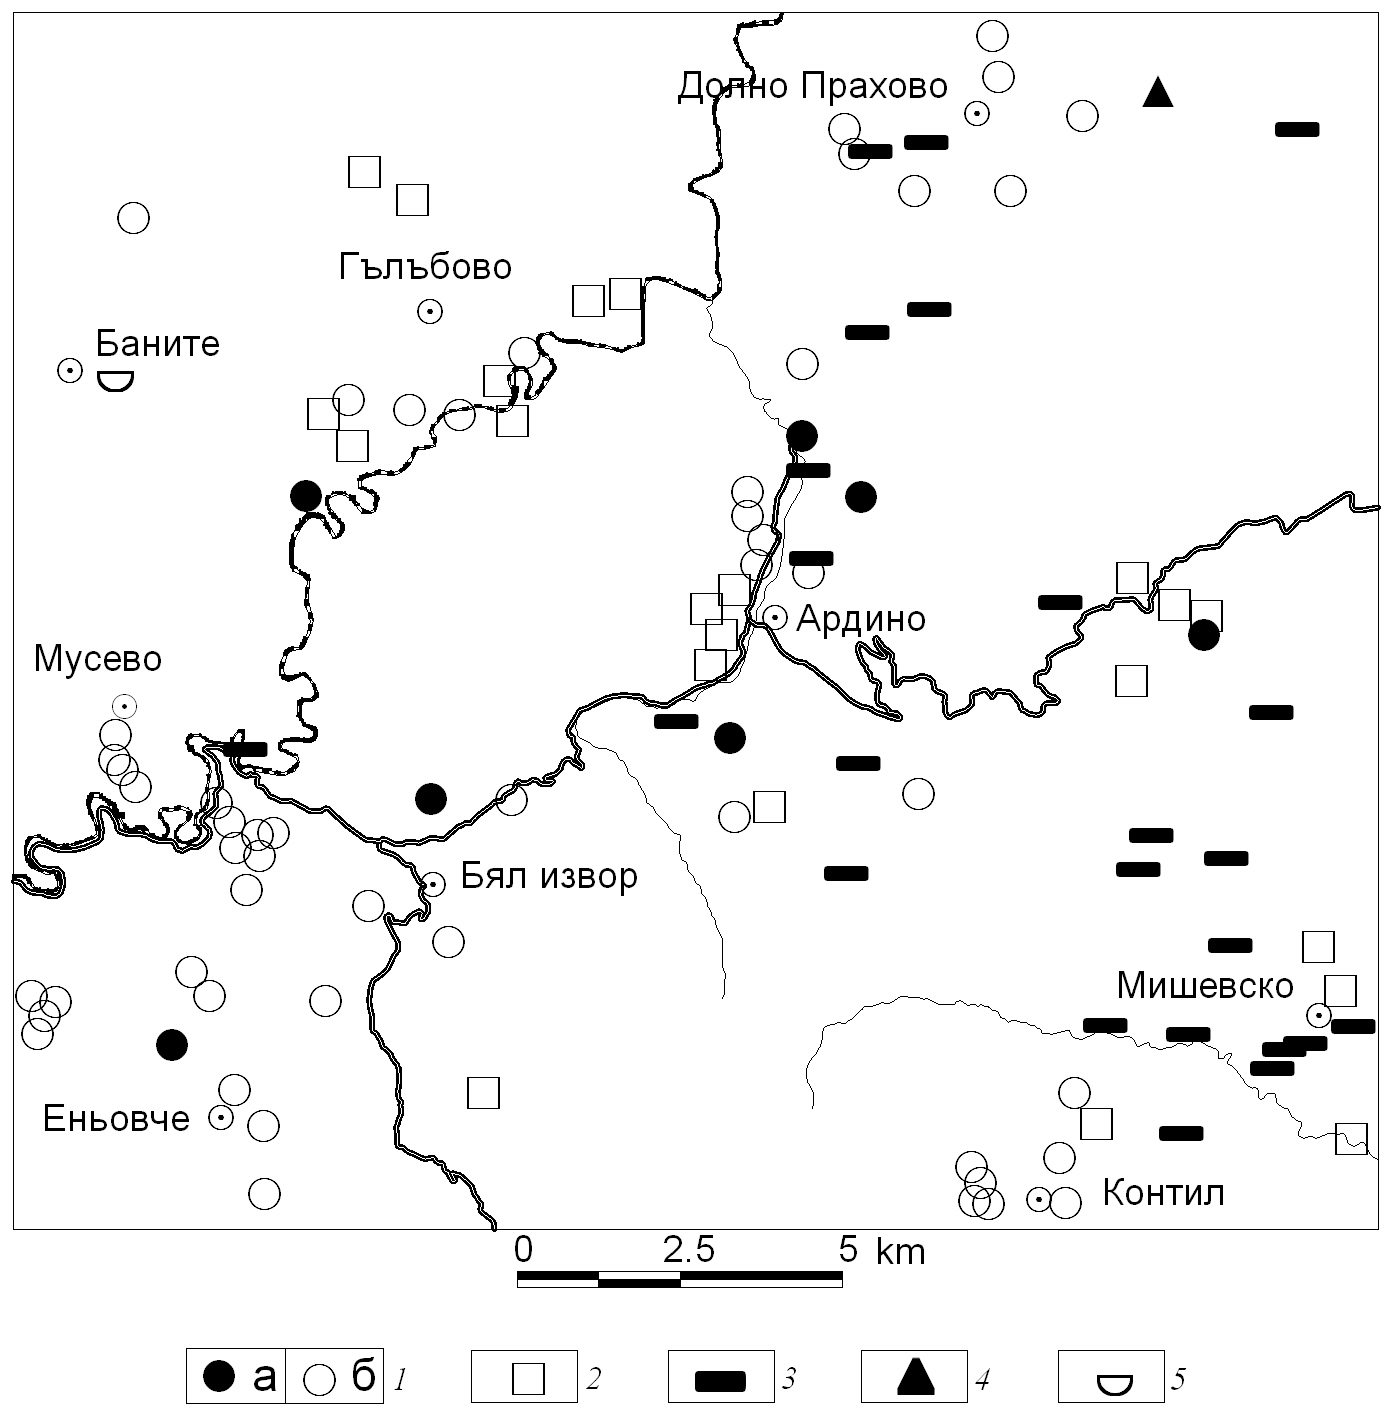 Долно Прахово
Гълъбово
Баните
Ардино
Мусево
Бял извор
Мишевско
Еньовче
Контил
0 2.5 5 km
а б 1 2 3 4 5